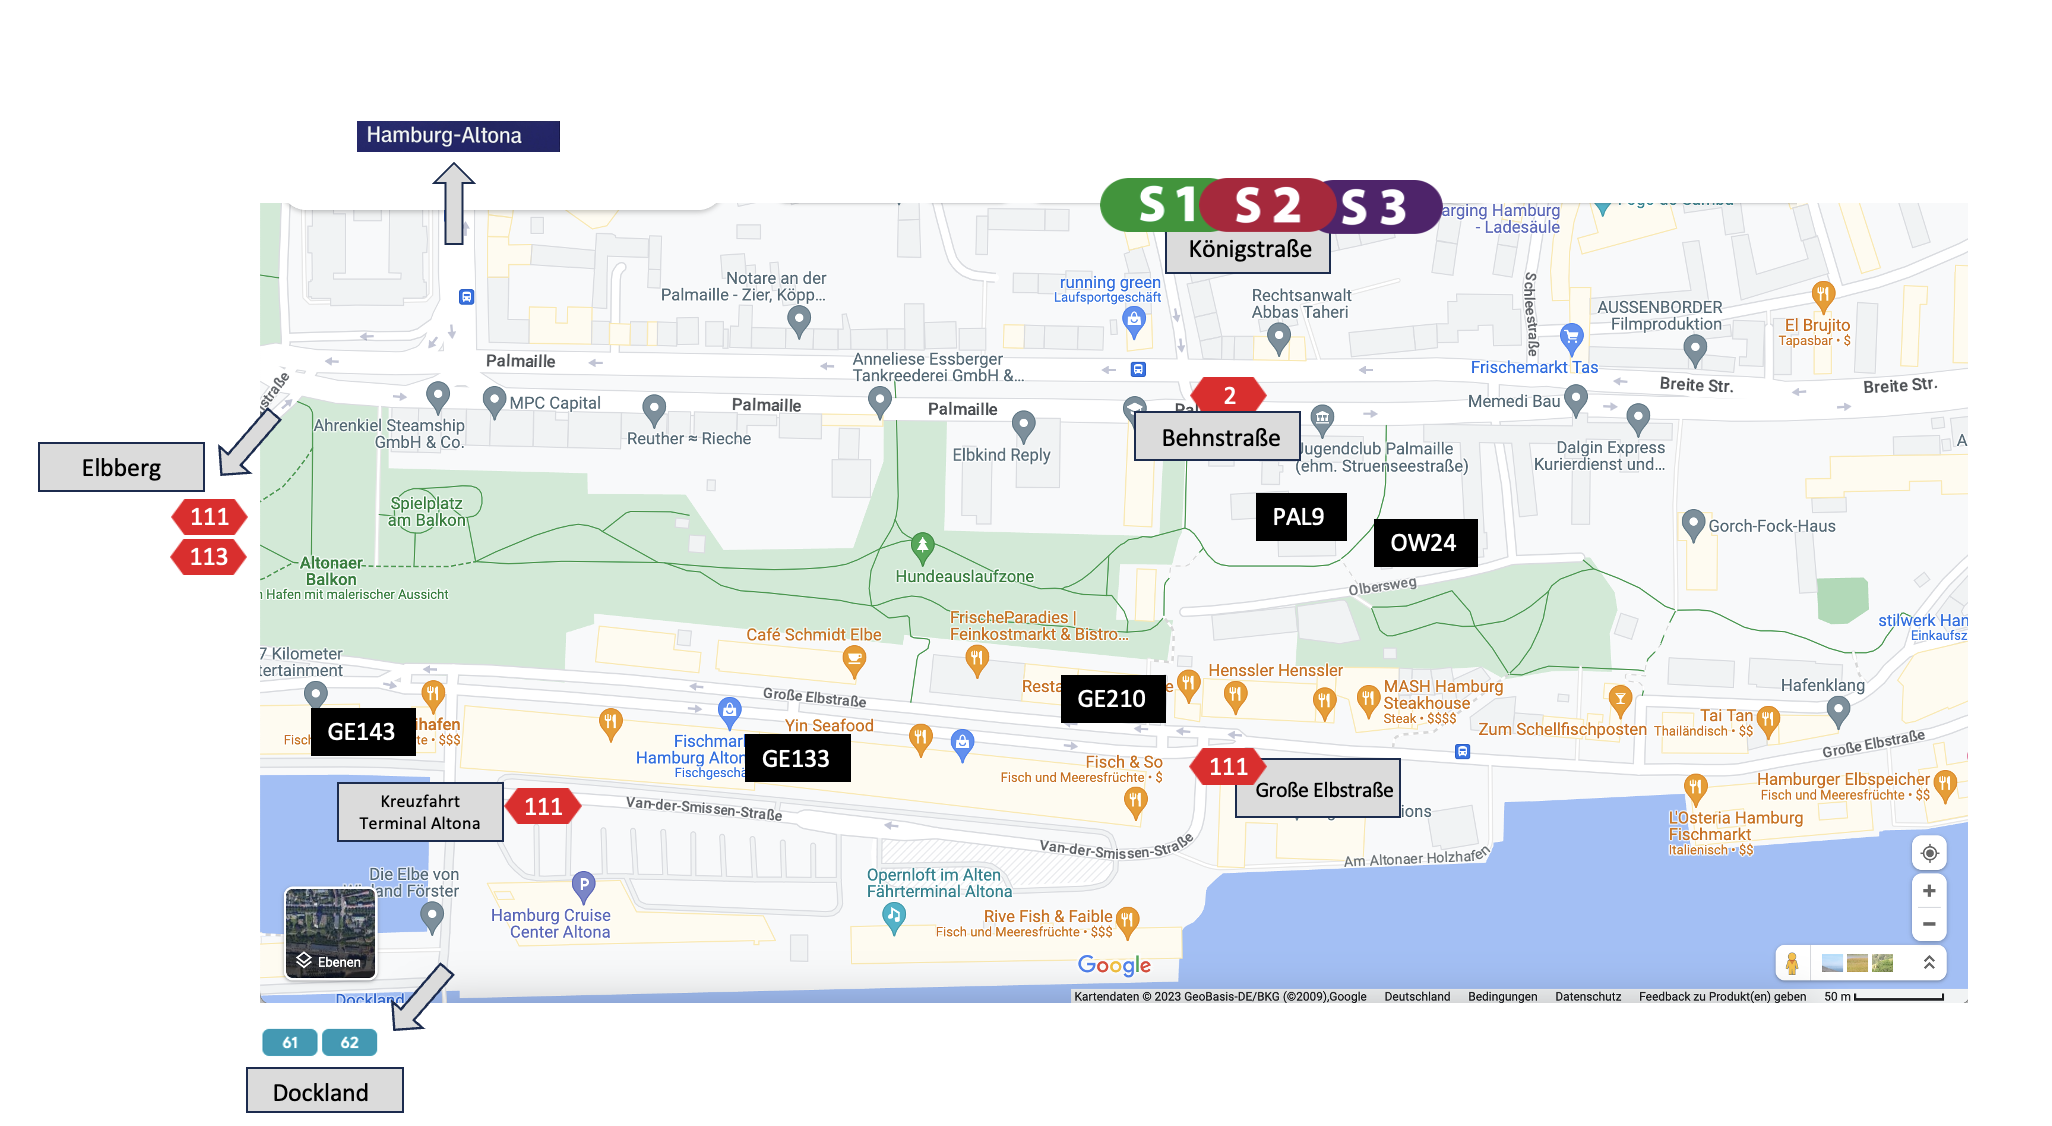 Hamburg-Altona
S 1
S 2
S 3
Königstraße
arging Hamburg
- Ladesäule
Notare an der
Palmaille - Zier, Köpp...
running green
Laufsportgeschäft
Rechtsanwalt
Abbas Taheri
Schleestraße
AUSSENBORDER
Filmproduktion
El Brujito
Tapasbar • $
Palmaille
Anneliese Essberger
Tankreederei GmbH &...
Frischemarkt Tas
Breite Str.
Breite Str.
straße
MPC Capital
Palmaille
Palmaille
2
Memedi Bau
Ahrenkiel Steamship
GmbH & Co.
Reuther ≈ Rieche
Elbkind Reply
Behnstraße
Jugendclub Palmaille
(ehm. Struenseestraße)
Dalgin Express
Kurierdienst und...
Elbberg
111
113
Spielplatz
am Balkon
PAL9
OW24
Gorch-Fock-Haus
Altonaer
Balkon
n Hafen mit malerischer Aussicht
Hundeauslaufzone
Olbersweg
Café Schmidt Elbe
FrischeParadies |
Feinkostmarkt & Bistro...
stilwerk Han
Einkaufsz
7 Kilometer
tertainment
Große Elbstraße
Resta
GE210
Henssler Henssler
MASH Hamburg
Steakhouse
Steak • $$$$
Hafenklang
GE143
ihafen
Fisch
te • $$$
Fischmar
Hamburg Alton
Fischgeschä
Yin Seafood
GE133
Zum Schellfischposten
Tai Tan
Thailändisch • $$
Große Elbstraße
Fisch & So
Fisch und Meeresfrüchte • $
111
Große Elbstraße
ions
Hamburger Elbspeicher
Fisch und Meeresfrüchte • $$
Kreuzfahrt
Terminal Altona
111
Van-der-Smissen-Straße
Van-der-Smissen-Straße
Am Altonaer Holzhafen
L'Osteria Hamburg
Fischmarkt
Italienisch • $$
Die Elbe von
land Förster
P
Hamburg Cruise
Center Altona
Opernloft im Alten
Fährterminal Altona
Rive Fish & Faible
Fisch und Meeresfrüchte • $$$
Ebenen
Google
Dockland
Kartendaten © 2023 GeoBasis-DE/BKG (©2009),Google Deutschland Bedingungen Datenschutz Feedback zu Produkt(en) geben 50 m
61
62
Dockland